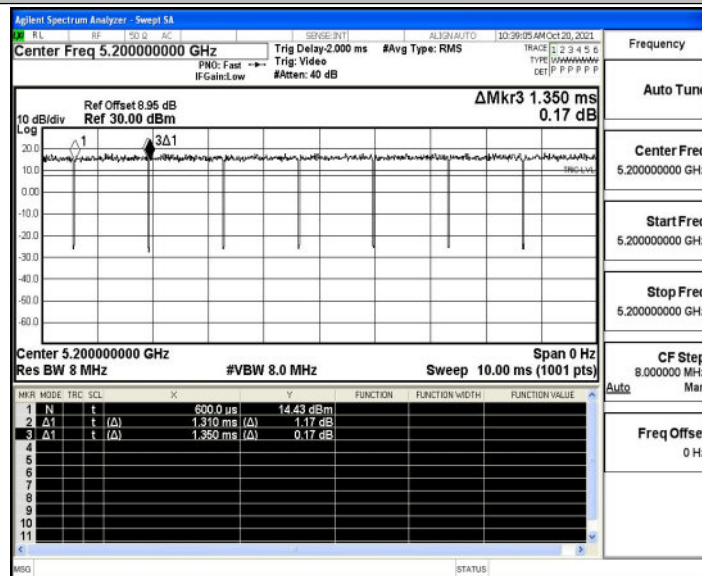 Agilent Spectrum Analyzer - Swept SA
RL RF 50 Ω AC SENSE:INT ALIGNAUTO 10:39:05 AM Oct 20, 2021
Center Freq 5.200000000 GHz
PNO: Fast
IFGain:Low
Trig Delay-2.000 ms
Trig: Video
#Atten: 40 dB
#Avg Type: RMS
TRACE 1 2 3 4 5 6
TYPE
DET P P P P P P
ΔMkr3 1.350 ms
0.17 dB
Ref Offset 8.95 dB
10 dB/div Ref 30.00 dBm
Log
1
3Δ1
TRIG LVL
20.0
10.0
0.00
-10.0
-20.0
-30.0
-40.0
-50.0
-60.0
Center 5.200000000 GHz Span 0 Hz
Res BW 8 MHz #VBW 8.0 MHz Sweep 10.00 ms (1001 pts)
MKR MODE TRC SCL X Y FUNCTION FUNCTION WIDTH FUNCTION VALUE
1 N t 600.0 µs 14.43 dBm
2 Δ1 t (Δ) 1.310 ms (Δ) 1.17 dB
3 Δ1 t (Δ) 1.350 ms (Δ) 0.17 dB
4
5
6
7
8
9
10
11
MSG STATUS
Frequency
Auto Tune
Center Freq
5.200000000 GHz
Start Freq
5.200000000 GHz
Stop Freq
5.200000000 GHz
CF Step
8.000000 MHz
Auto Man
Freq Offset
0 Hz